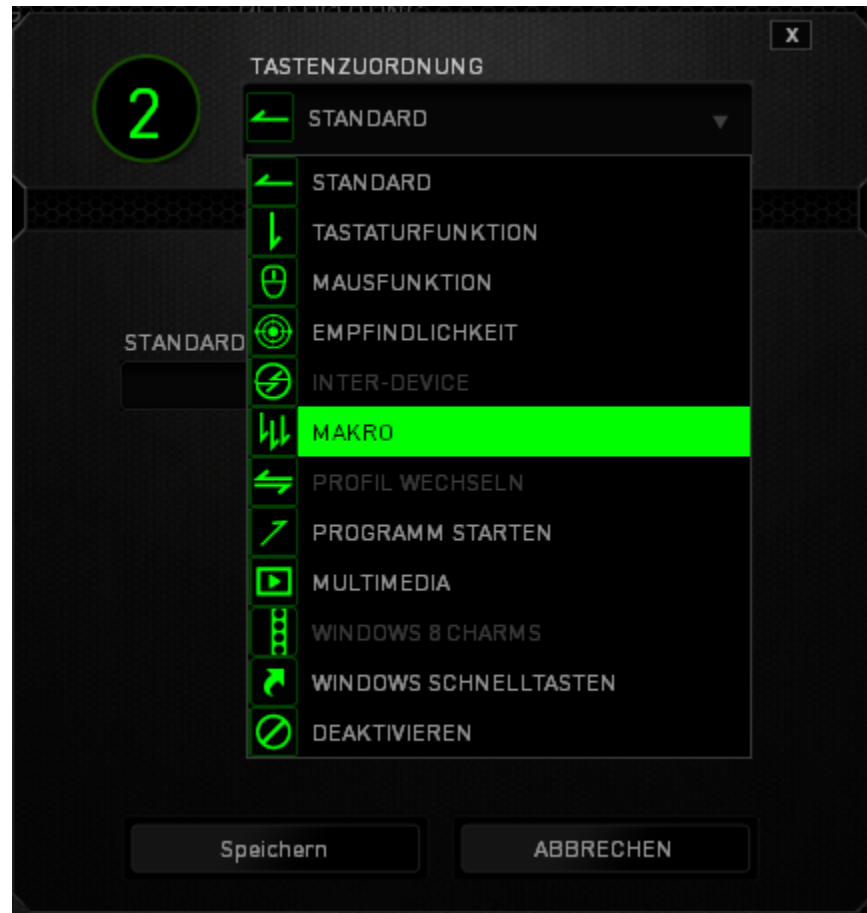 X
TASTENZUORDNUNG
2
STANDARD
STANDARD
TASTATURFUNKTION
MAUSFUNKTION
EMPFINDLICHKEIT
STANDARD
INTER-DEVICE
MAKRO
PROFIL WECHSELN
PROGRAMM STARTEN
MULTIMEDIA
WINDOWS 8 CHARMS
WINDOWS SCHNELLTASTEN
DEAKTIVIEREN
Speichern
ABBRECHEN